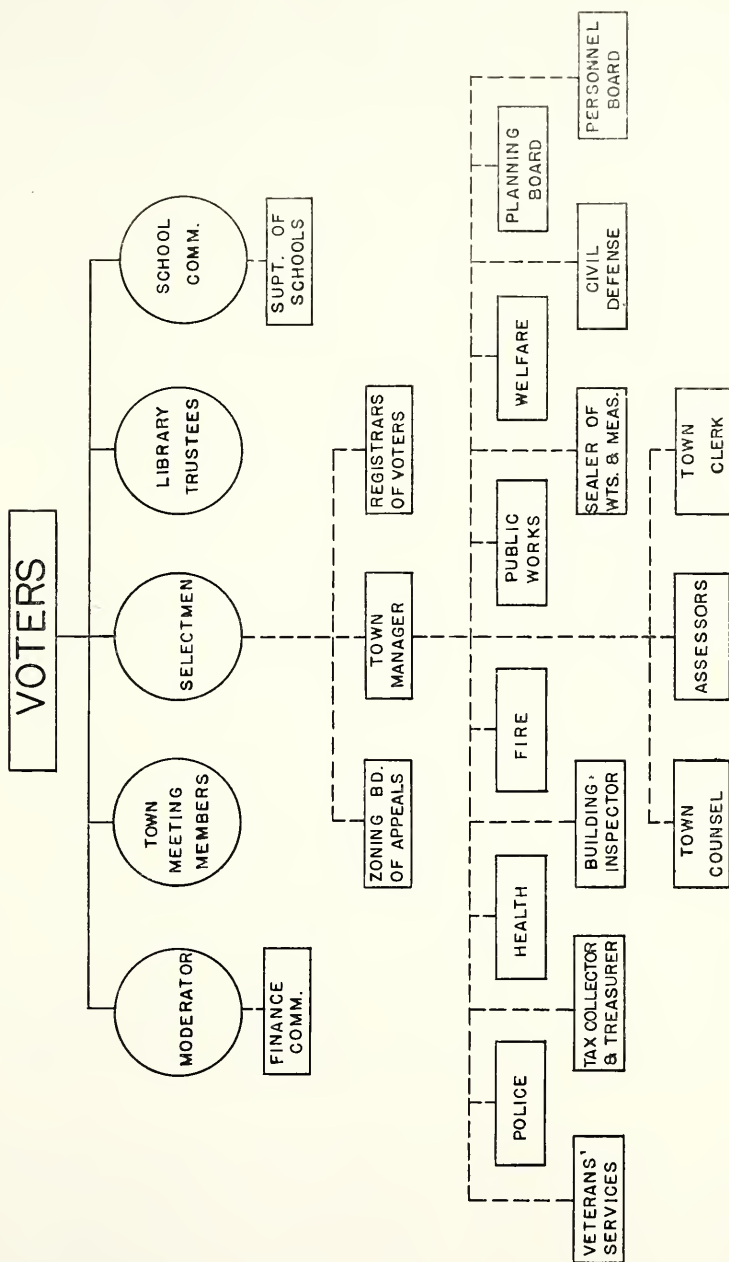 VOTERS
MODERATOR
TOWN
MEETING
MEMBERS
SELECTMEN
LIBRARY
TRUSTEES
SCHOOL
COMM.
FINANCE
COMM.
SUPT. OF
SCHOOLS
ZONING BD.
OF APPEALS
TOWN
MANAGER
REGISTRARS
OF VOTERS
POLICE
HEALTH
FIRE
PUBLIC
WORKS
WELFARE
PLANNING
BOARD
VETERANS'
SERVICES
TAX COLLECTOR
& TREASURER
BUILDING
INSPECTOR
SEALER OF
WTS. & MEAS.
CIVIL
DEFENSE
PERSONNEL
BOARD
TOWN
COUNSEL
ASSESSORS
TOWN
CLERK